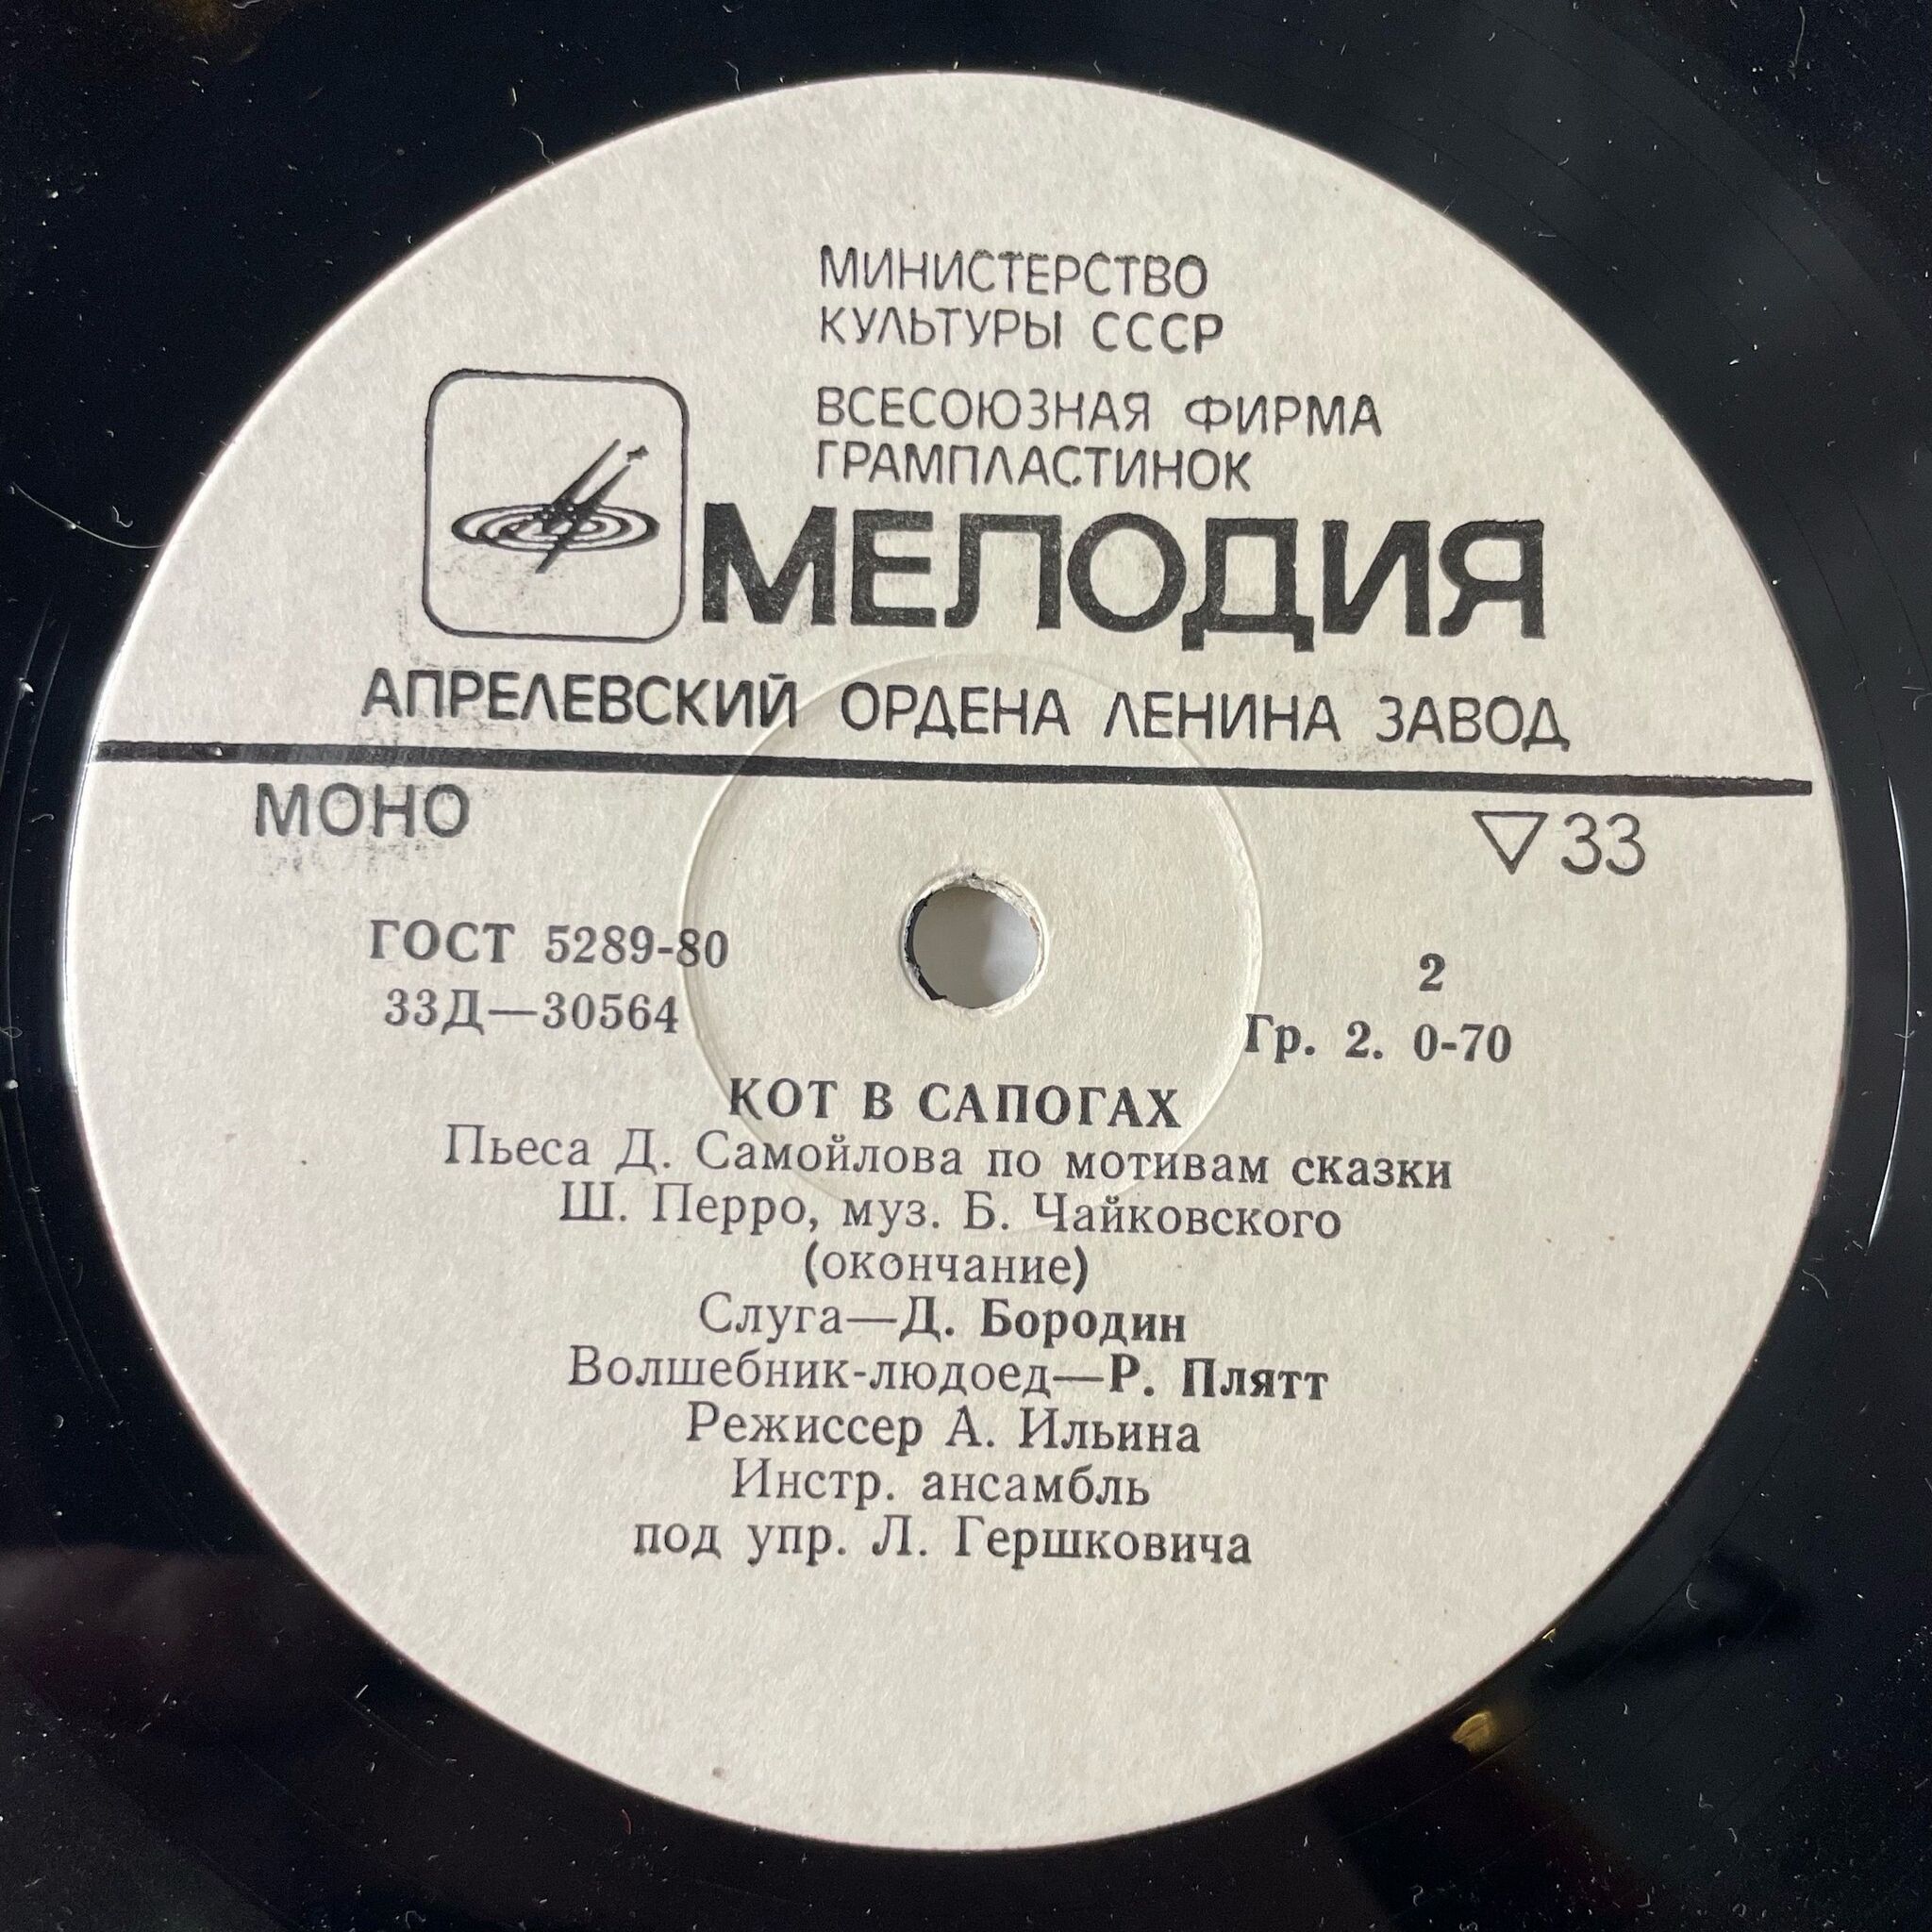 МИНИСТЕРСТВО
КУЛЬТУРЫ СССР
ВСЕСОЮЗНАЯ ФИРМА
ГРАМПЛАСТИНОК
МЕЛОДИЯ
АПРЕЛЕВСКИЙ ОРДЕНА ЛЕНИНА ЗАВОД
МОНО
▽33
ГОСТ 5289-80
33Д—30564
2
Гр. 2. 0-70
КОТ В САПОГАХ
Пьеса Д. Самойлова по мотивам сказки
Ш. Перро, муз. Б. Чайковского
(окончание)
Слуга—Д. Бородин
Волшебник-людоед—Р. Плятт
Режиссер А. Ильина
Инстр. ансамбль
под упр. Л. Гершковича